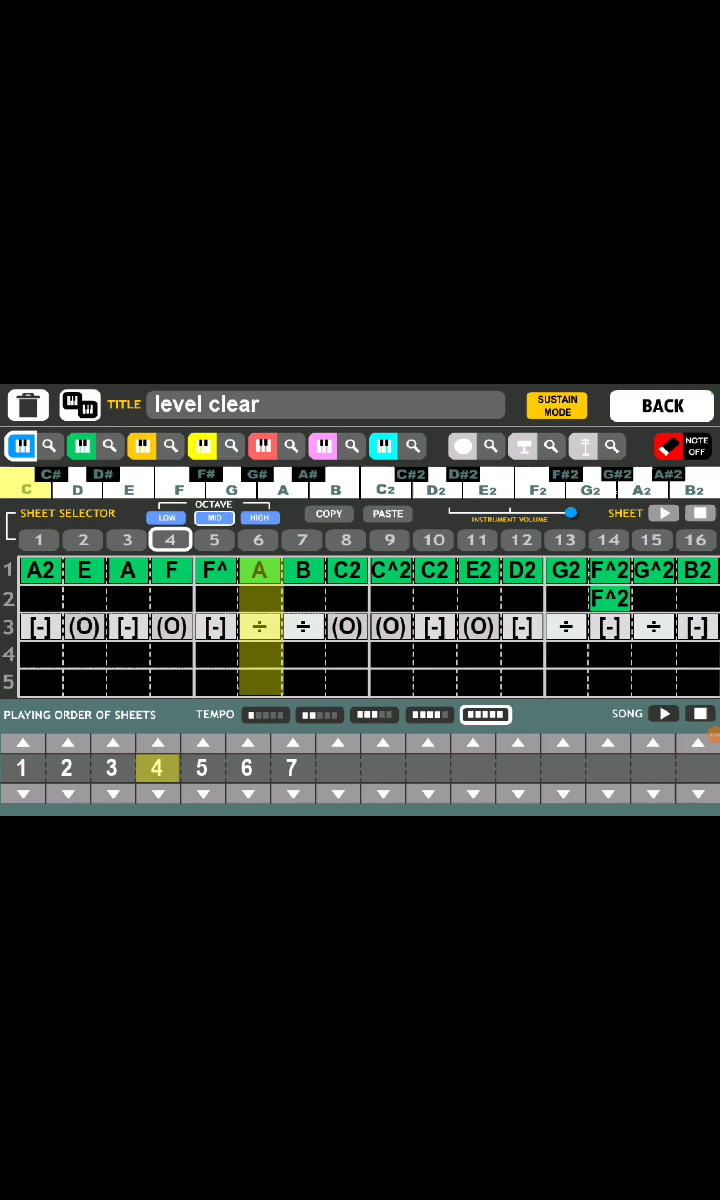 TITLE level clear SUSTAIN MODE BACK
NOTE OFF
C# D# F# G# A# C#2 D#2 F#2 G#2 A#2
C D E F G A B C2 D2 E2 F2 G2 A2 B2
SHEET SELECTOR OCTAVE LOW MID HIGH COPY PASTE INSTRUMENT VOLUME SHEET
1 2 3 4 5 6 7 8 9 10 11 12 13 14 15 16
1 A2 E A F F^ A B C2 C^2 C2 E2 D2 G2 F^2 G^2 B2
2 F^2
3 [-] (O) [-] (O) [-] ÷ ÷ (O) (O) [-] (O) [-] ÷ [-] ÷ [-]
4
5
PLAYING ORDER OF SHEETS TEMPO SONG
1 2 3 4 5 6 7